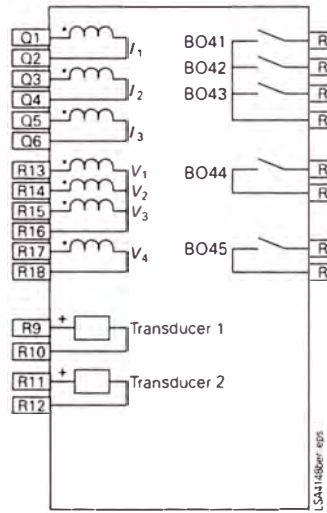 Q1
Q2
I1
Q3
Q4
I2
Q5
Q6
I3
R13
V1
R14
V2
R15
V3
R16
R17
V4
R18
R9
+
Transducer 1
R10
R11
+
Transducer 2
R12
BO41
R
BO42
R
BO43
R
R
BO44
R
R
BO45
R
R
LSA4148ber.eps